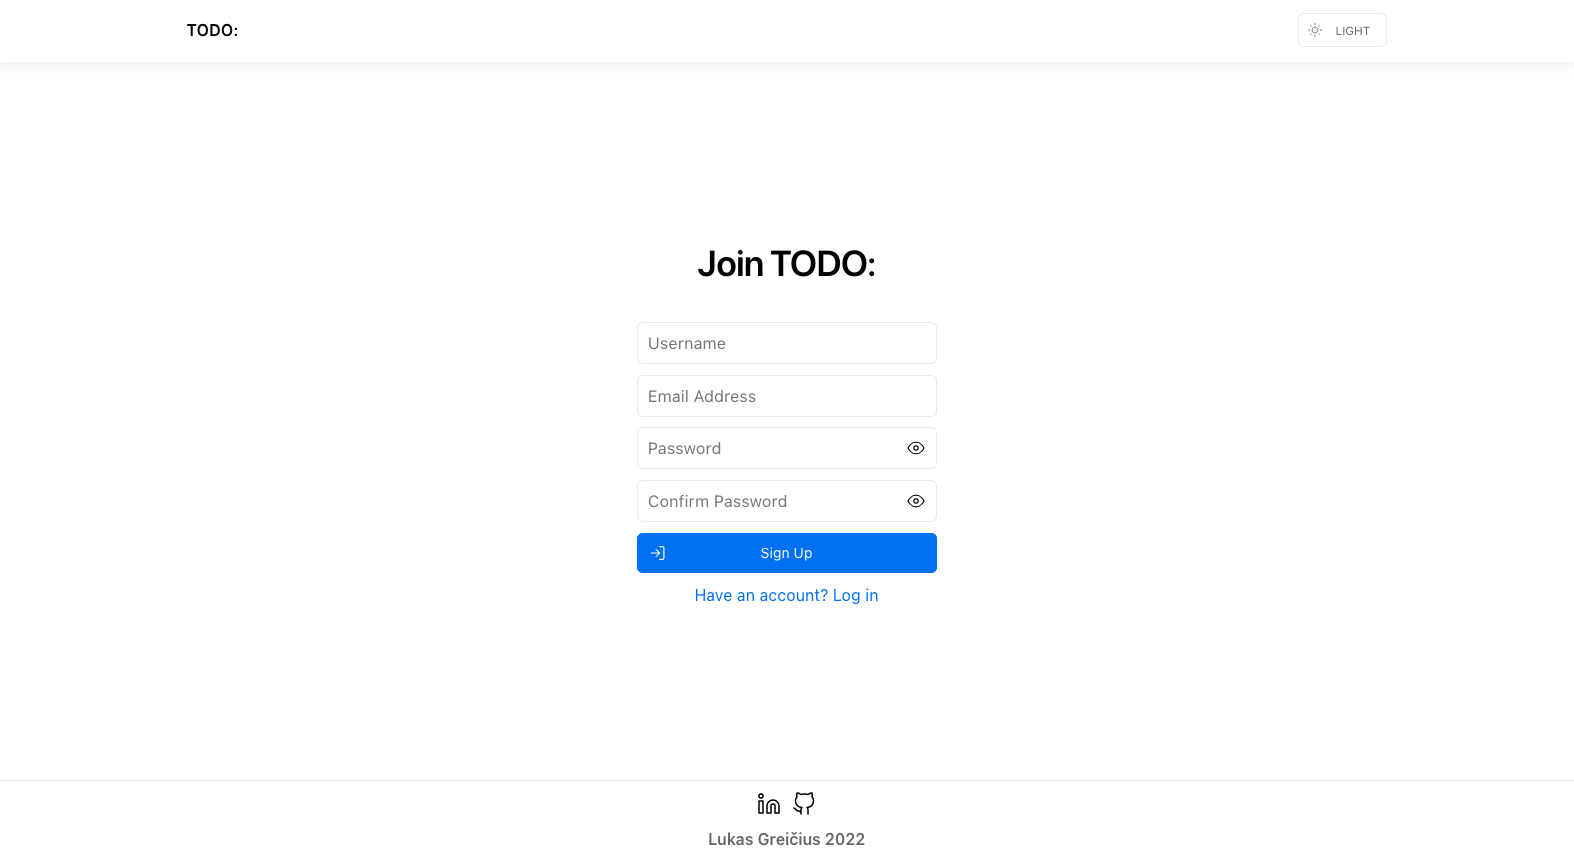 TODO:
LIGHT
Join TODO:
Username
Email Address
Password
Confirm Password
Sign Up
Have an account? Log in
Lukas Greičius 2022